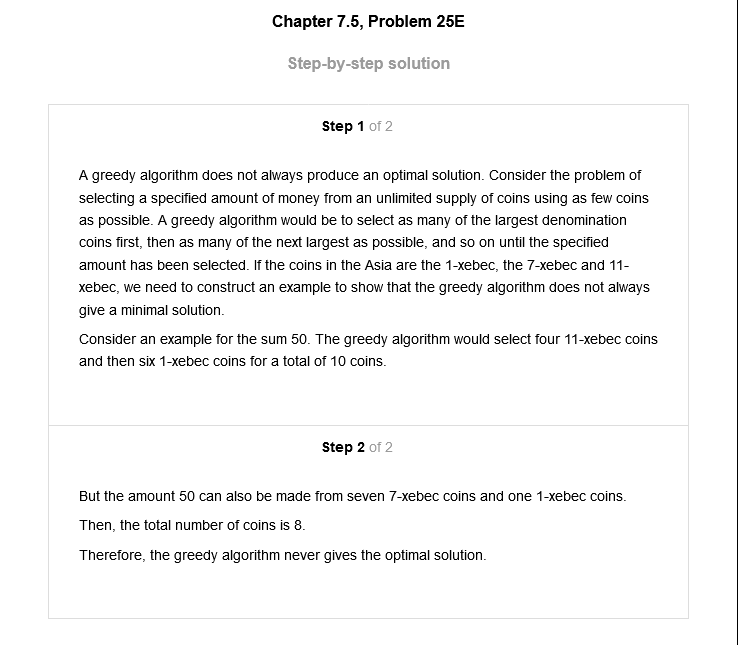 Chapter 7.5, Problem 25E
Step-by-step solution
Step 1 of 2
A greedy algorithm does not always produce an optimal solution. Consider the problem of
selecting a specified amount of money from an unlimited supply of coins using as few coins
as possible. A greedy algorithm would be to select as many of the largest denomination
coins first, then as many of the next largest as possible, and so on until the specified
amount has been selected. If the coins in the Asia are the 1-xebec, the 7-xebec and 11-
xebec, we need to construct an example to show that the greedy algorithm does not always
give a minimal solution.
Consider an example for the sum 50. The greedy algorithm would select four 11-xebec coins
and then six 1-xebec coins for a total of 10 coins.
Step 2 of 2
But the amount 50 can also be made from seven 7-xebec coins and one 1-xebec coins.
Then, the total number of coins is 8.
Therefore, the greedy algorithm never gives the optimal solution.